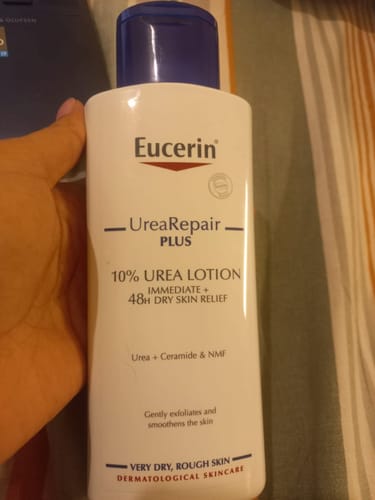 & OLUFSEN
Eucerin®
UreaRepair
PLUS
10% UREA LOTION
IMMEDIATE +
48H DRY SKIN RELIEF
Urea + Ceramide & NMF
Gently exfoliates and
smoothens the skin
VERY DRY, ROUGH SKIN
DERMATOLOGICAL SKINCARE